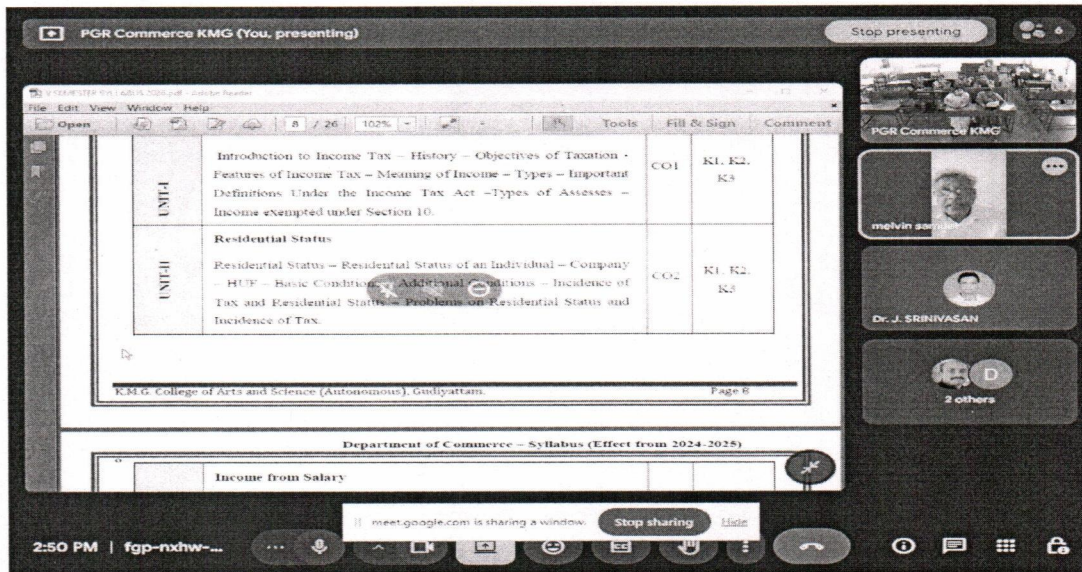 PGR Commerce KMG (You, presenting)
Stop presenting
6
V SEMESTER SYLLABUS 2026.pdf - Adobe Reader
File Edit View Window Help
Open
8 / 26
102%
Tools
Fill & Sign
Comment
UNIT-I
Introduction to Income Tax – History – Objectives of Taxation -
Features of Income Tax – Meaning of Income – Types – Important
Definitions Under the Income Tax Act –Types of Assesses –
Income exempted under Section 10.
CO1
K1, K2,
K3
UNIT-II
Residential Status
Residential Status – Residential Status of an Individual – Company
– HUF – Basic Conditions – Additional Conditions – Incidence of
Tax and Residential Status – Problems on Residential Status and
Incidence of Tax.
CO2
K1, K2,
K3
K.M.G. College of Arts and Science (Autonomous), Gudiyattam.
Page 8
Department of Commerce – Syllabus (Effect from 2024-2025)
Income from Salary
PGR Commerce KMG
melvin samuel
Dr. J. SRINIVASAN
D
2 others
meet.google.com is sharing a window.
Stop sharing
Hide
2:50 PM | fgp-nxhw-...